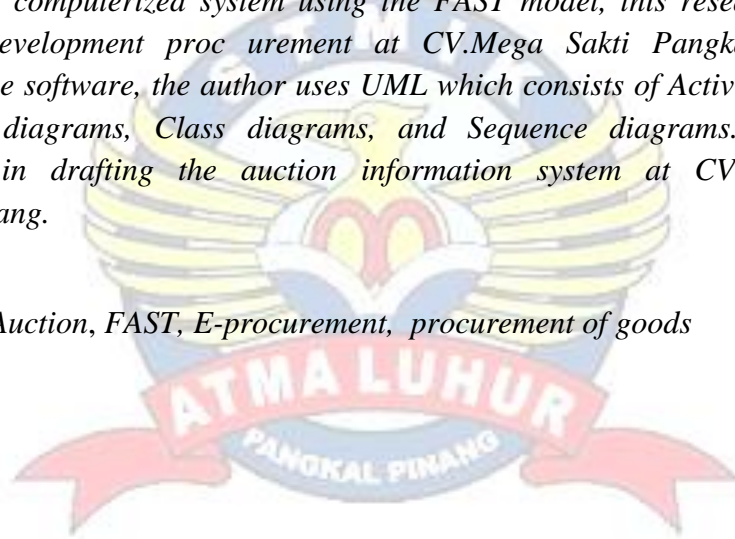 computerized system using the FAST model, this resea
evelopment proc urement at CV.Mega Sakti Pangka
e software, the author uses UML which consists of Activ
diagrams, Class diagrams, and Sequence diagrams.
in drafting the auction information system at CV
ang.
Auction, FAST, E-procurement, procurement of goods
STMIK
ATMA LUHUR
PANGKAL PINANG